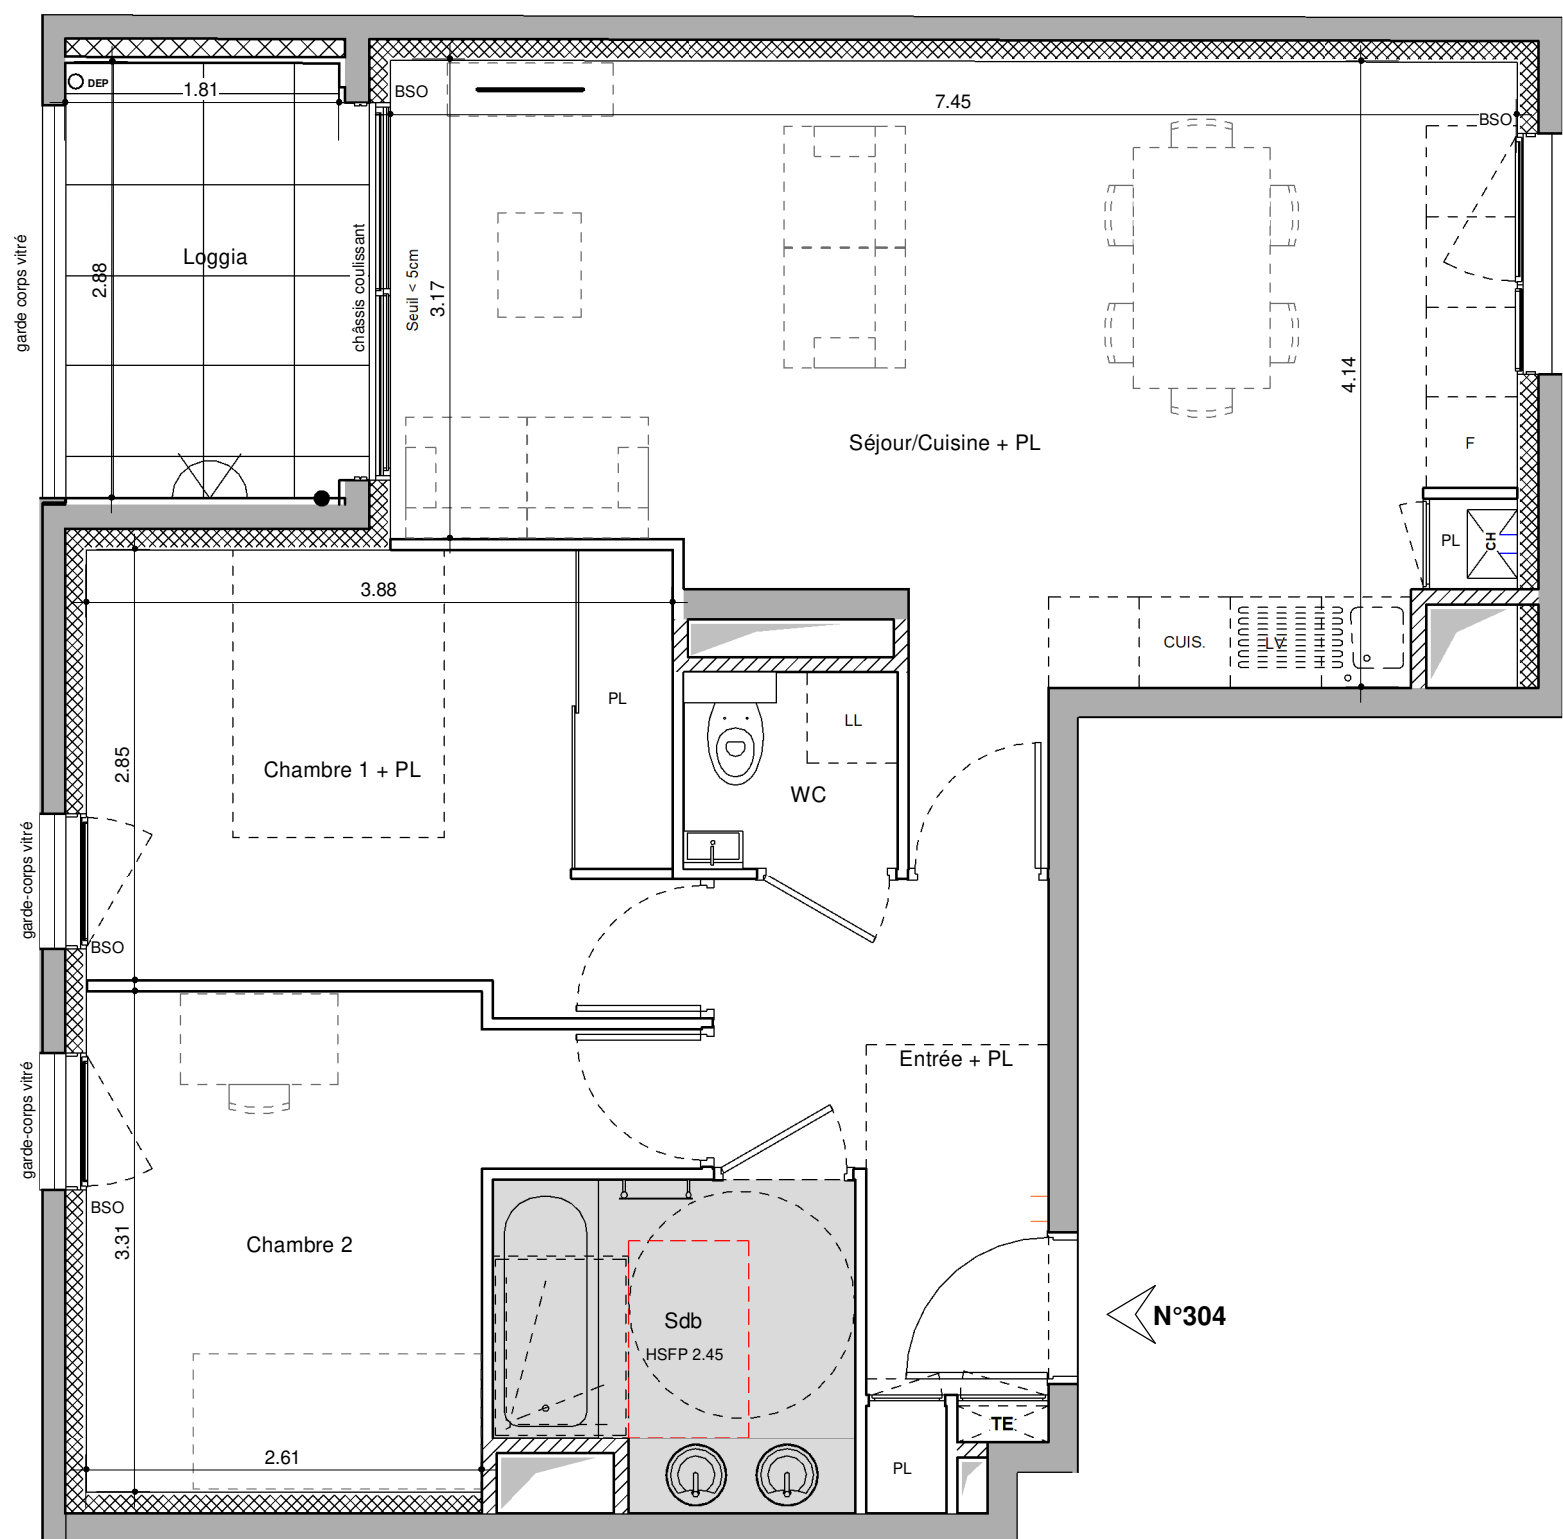 DEP
1.81
BSO
7.45
BSO
garde corps vitré
Loggia
2.88
châssis coulissant
Seuil < 5cm
3.17
4.14
Séjour/Cuisine + PL
F
PL
CH
3.88
CUIS.
LV
PL
LL
2.85
Chambre 1 + PL
WC
garde-corps vitré
BSO
Entrée + PL
garde-corps vitré
BSO
3.31
Chambre 2
Sdb
HSFP 2.45
N°304
TE
2.61
PL